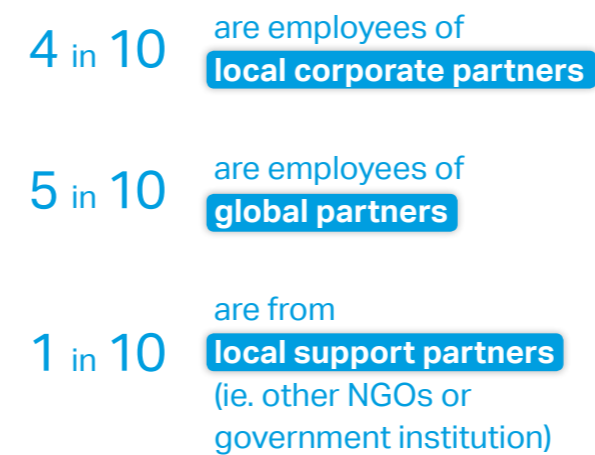 4 in 10
are employees of
local corporate partners
5 in 10
are employees of
global partners
1 in 10
are from
local support partners
(ie. other NGOs or
government institution)